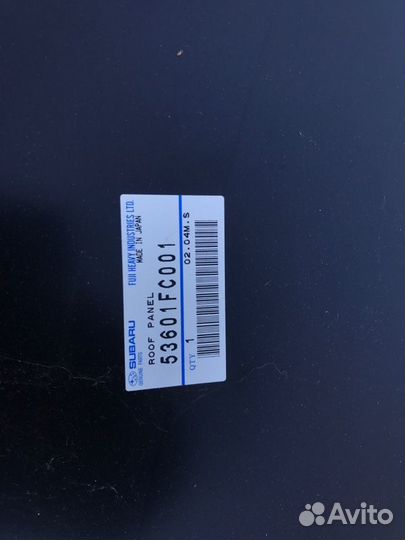 SUBARU
GENUINE PARTS
FUJI HEAVY INDUSTRIES LTD.
MADE IN JAPAN
ROOF PANEL
53601FC001
QTY 1
02.04M.S
Avito